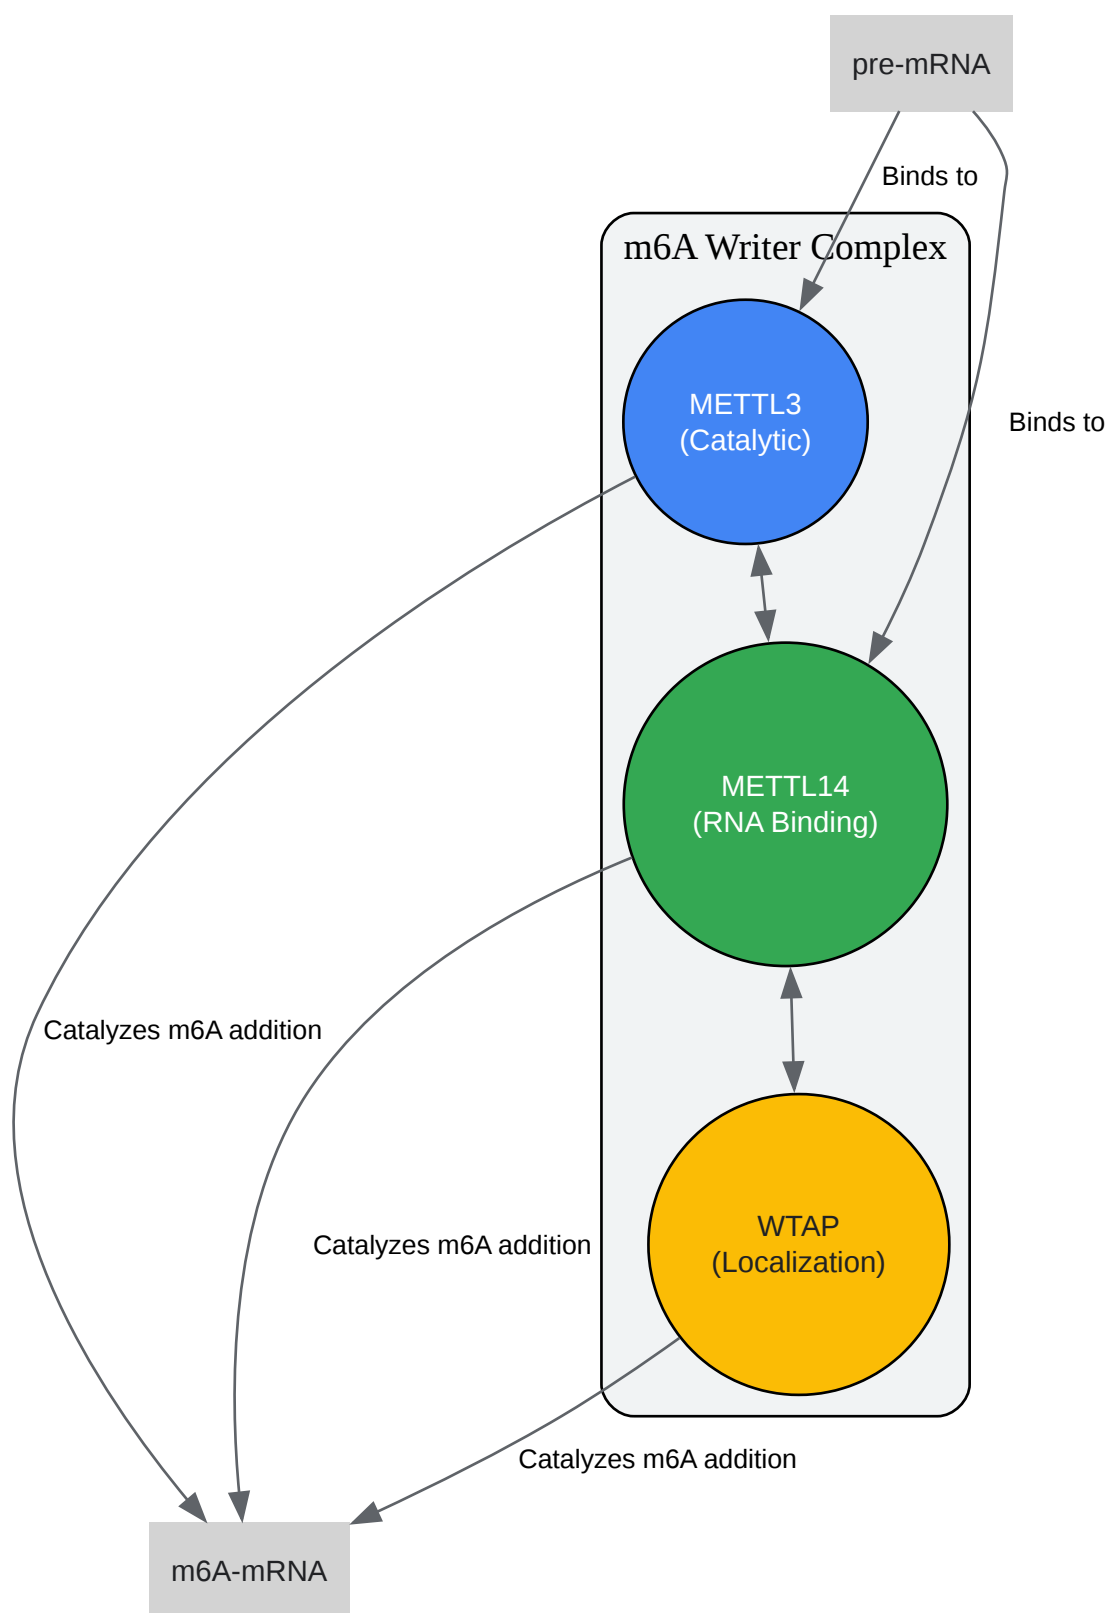 pre-mRNA
Binds to
m6A Writer Complex
METTL3
(Catalytic)
Binds to
METTL14
(RNA Binding)
Catalyzes m6A addition
WTAP
(Localization)
Catalyzes m6A addition
Catalyzes m6A addition
m6A-mRNA